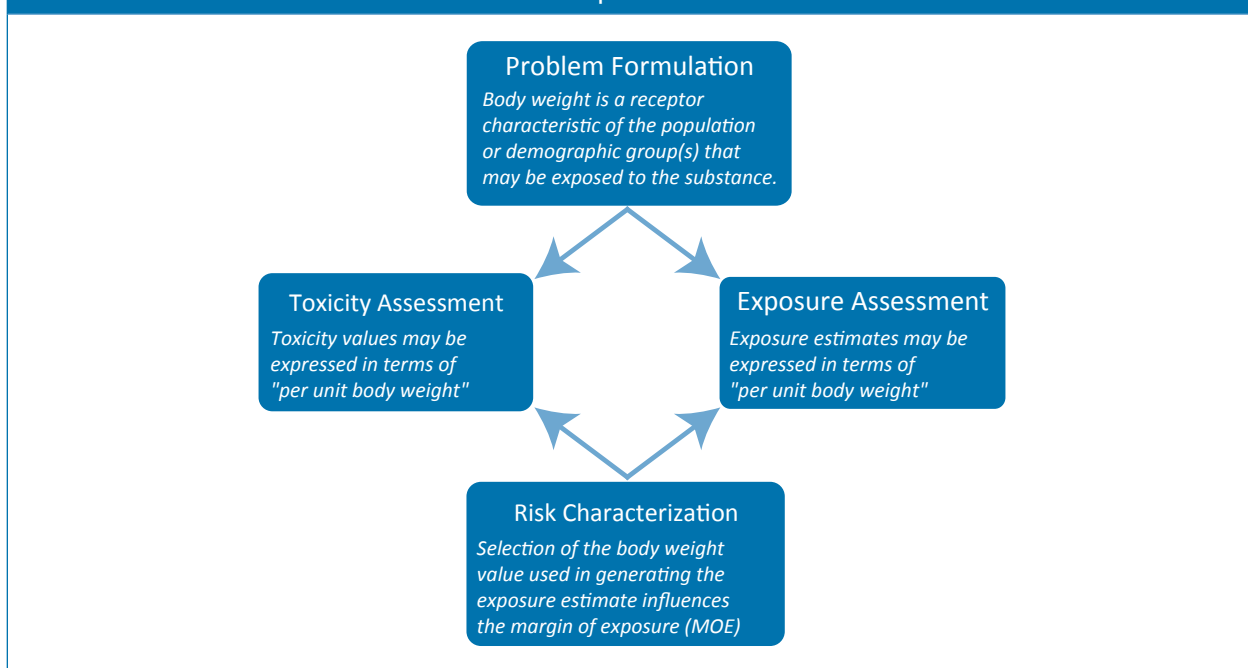 Problem Formulation
Body weight is a receptor
characteristic of the population
or demographic group(s) that
may be exposed to the substance.
Toxicity Assessment
Toxicity values may be
expressed in terms of
"per unit body weight"
Exposure Assessment
Exposure estimates may be
expressed in terms of
"per unit body weight"
Risk Characterization
Selection of the body weight
value used in generating the
exposure estimate influences
the margin of exposure (MOE)